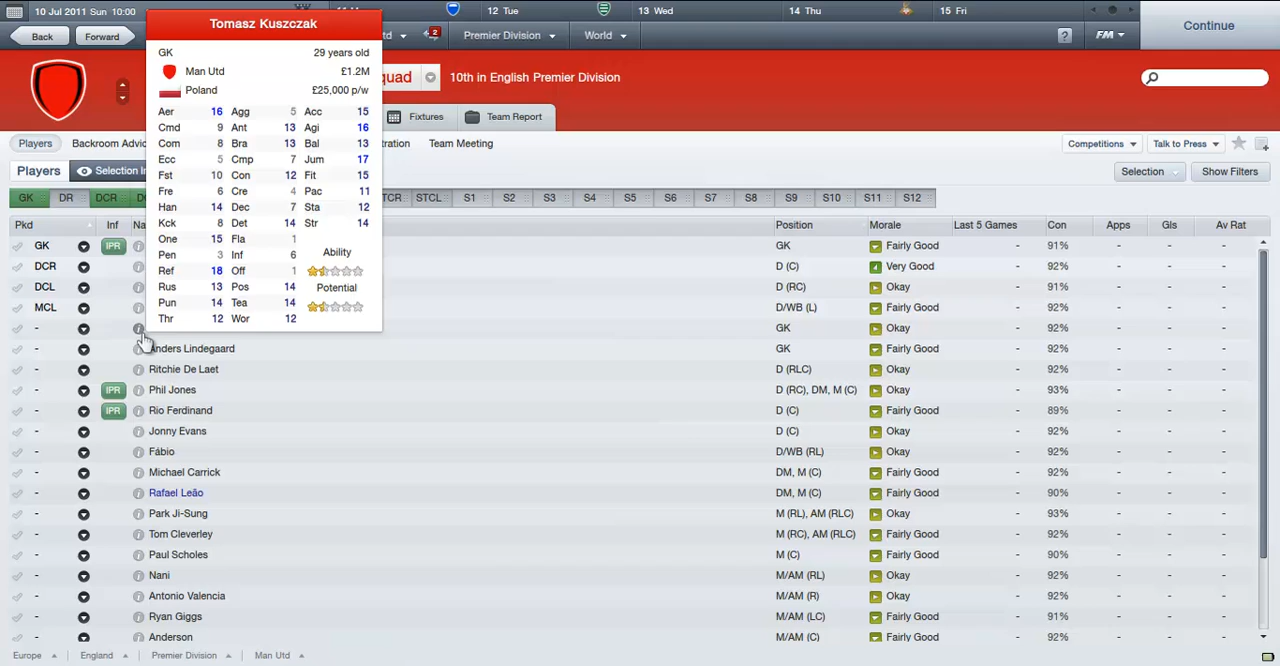 10 Jul 2011 Sun 10:00
12 Tue
13 Wed
14 Thu
15 Fri
Continue
Back
Forward
2
Premier Division
World
?
FM
10th in English Premier Division
Fixtures
Team Report
Players
Team Meeting
Competitions
Talk to Press
Players
Selection
Show Filters
GK DR DCR
STCL S1 S2 S3 S4 S5 S6 S7 S8 S9 S10 S11 S12
Tomasz Kuszczak
GK 29 years old
Man Utd £1.2M
Poland £25,000 p/w
Aer 16 Agg 5 Acc 15
Cmd 9 Ant 13 Agi 16
Com 8 Bra 13 Bal 13
Ecc 5 Cmp 7 Jum 17
Fst 10 Con 12 Fit 15
Fre 6 Cre 4 Pac 11
Han 14 Dec 7 Sta 12
Kck 8 Det 14 Str 14
One 15 Fla 1
Pen 3 Inf 6 Ability
Ref 18 Off 1
Rus 13 Pos 14 Potential
Pun 14 Tea 14
Thr 12 Wor 12
Pkd Inf Position Morale Last 5 Games Con Apps Gls Av Rat
GK IPR GK Fairly Good - 91% - - -
DCR D (C) Very Good - 92% - - -
DCL D (RC) Okay - 91% - - -
MCL D/WB (L) Fairly Good - 92% - - -
- GK Okay - 92% - - -
- Anders Lindegaard GK Fairly Good - 92% - - -
- Ritchie De Laet D (RLC) Okay - 92% - - -
- IPR Phil Jones D (RC), DM, M (C) Okay - 93% - - -
- IPR Rio Ferdinand D (C) Fairly Good - 89% - - -
- Jonny Evans D (C) Okay - 92% - - -
- Fábio D/WB (RL) Okay - 92% - - -
- Michael Carrick DM, M (C) Fairly Good - 92% - - -
- Rafael Leão DM, M (C) Fairly Good - 90% - - -
- Park Ji-Sung M (RL), AM (RLC) Okay - 93% - - -
- Tom Cleverley M (RC), AM (RLC) Fairly Good - 92% - - -
- Paul Scholes M (C) Fairly Good - 90% - - -
- Nani M/AM (RL) Okay - 92% - - -
- Antonio Valencia M/AM (R) Okay - 92% - - -
- Ryan Giggs M/AM (LC) Fairly Good - 91% - - -
- Anderson M/AM (C) Fairly Good - 92% - - -
Europe England Premier Division Man Utd